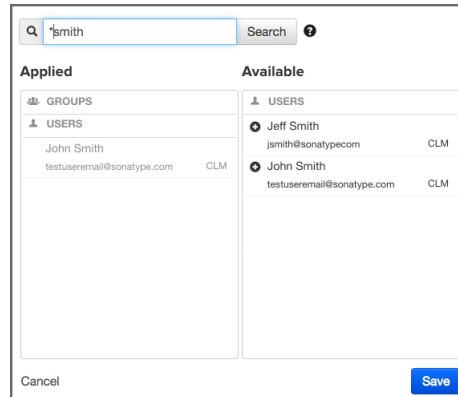 *smith Search ?
Applied
GROUPS
USERS
John Smith
testuseremail@sonatype.com CLM
Available
USERS
Jeff Smith
jsmith@sonatypecom CLM
John Smith
testuseremail@sonatype.com CLM
Cancel Save